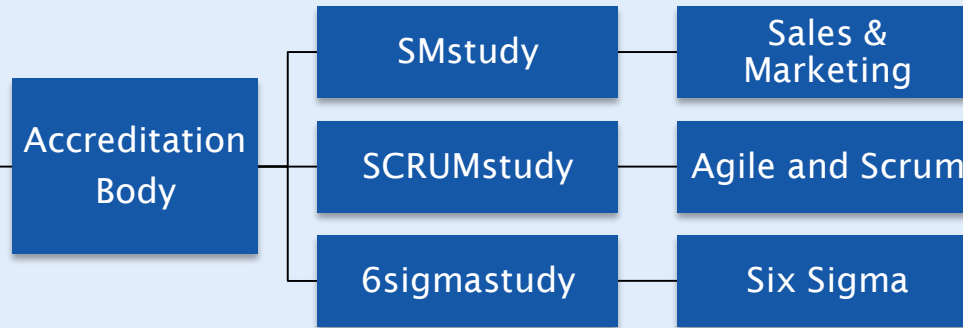 Accreditation
Body
SMstudy
Sales &
Marketing
SCRUMstudy
Agile and Scrum
6sigmastudy
Six Sigma